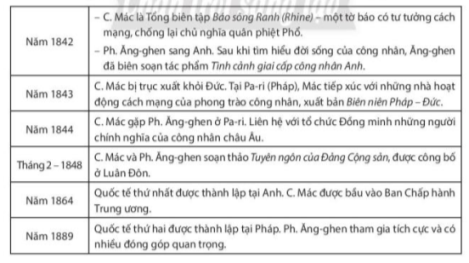 Năm 1842
– C. Mác là Tổng biên tập Báo sông Ranh (Rhine) – một tờ báo có tư tưởng cách
mạng, chống lại chủ nghĩa quân phiệt Phổ.
– Ph. Ăng-ghen sang Anh. Sau khi tìm hiểu đời sống của công nhân, Ăng-ghen
đã biên soạn tác phẩm Tình cảnh giai cấp công nhân Anh.
Năm 1843
C. Mác bị trục xuất khỏi Đức. Tại Pa-ri (Pháp), Mác tiếp xúc với những nhà hoạt
động cách mạng của phong trào công nhân, xuất bản Biên niên Pháp – Đức.
Năm 1844
C. Mác gặp Ph. Ăng-ghen ở Pa-ri. Liên hệ với tổ chức Đồng minh những người
chính nghĩa của công nhân châu Âu.
Tháng 2 – 1848
C. Mác và Ph. Ăng-ghen soạn thảo Tuyên ngôn của Đảng Cộng sản, được công bố
ở Luân Đôn.
Năm 1864
Quốc tế thứ nhất được thành lập tại Anh. C. Mác được bầu vào Ban Chấp hành
Trung ương.
Năm 1889
Quốc tế thứ hai được thành lập tại Pháp. Ph. Ăng-ghen tham gia tích cực và có
nhiều đóng góp quan trọng.